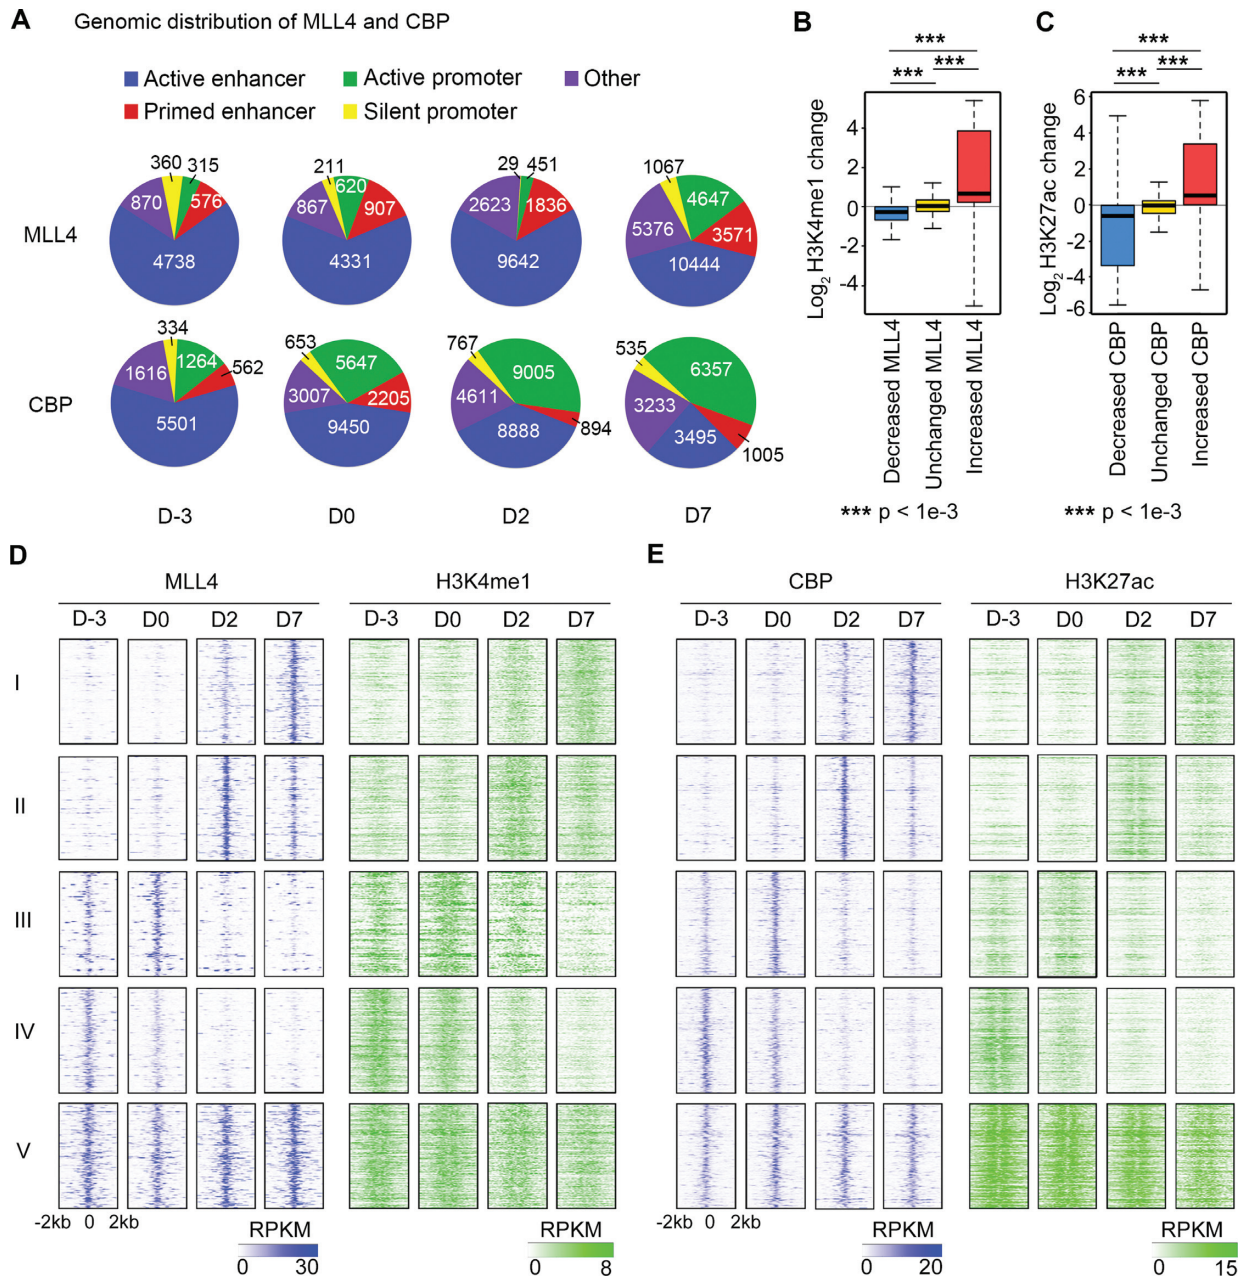 A Genomic distribution of MLL4 and CBP
Active enhancer Active promoter Other
Primed enhancer Silent promoter
MLL4
360 315 870 576 4738
211 620 867 907 4331
29 451 2623 1836 9642
1067 4647 5376 3571 10444
CBP
334 1264 562 1616 5501
653 5647 3007 2205 9450
767 9005 4611 894 8888
535 6357 3233 3495 1005
D-3 D0 D2 D7
B
***
*** ***
Log2 H3K4me1 change
4
2
0
-2
-4
Decreased MLL4
Unchanged MLL4
Increased MLL4
*** p < 1e-3
C
***
*** ***
Log2 H3K27ac change
6
4
2
0
-2
-4
-6
Decreased CBP
Unchanged CBP
Increased CBP
*** p < 1e-3
D
MLL4 H3K4me1
D-3 D0 D2 D7 D-3 D0 D2 D7
I
II
III
IV
V
-2kb 0 2kb
RPKM
0 30
RPKM
0 8
E
CBP H3K27ac
D-3 D0 D2 D7 D-3 D0 D2 D7
-2kb 0 2kb
RPKM
0 20
RPKM
0 15